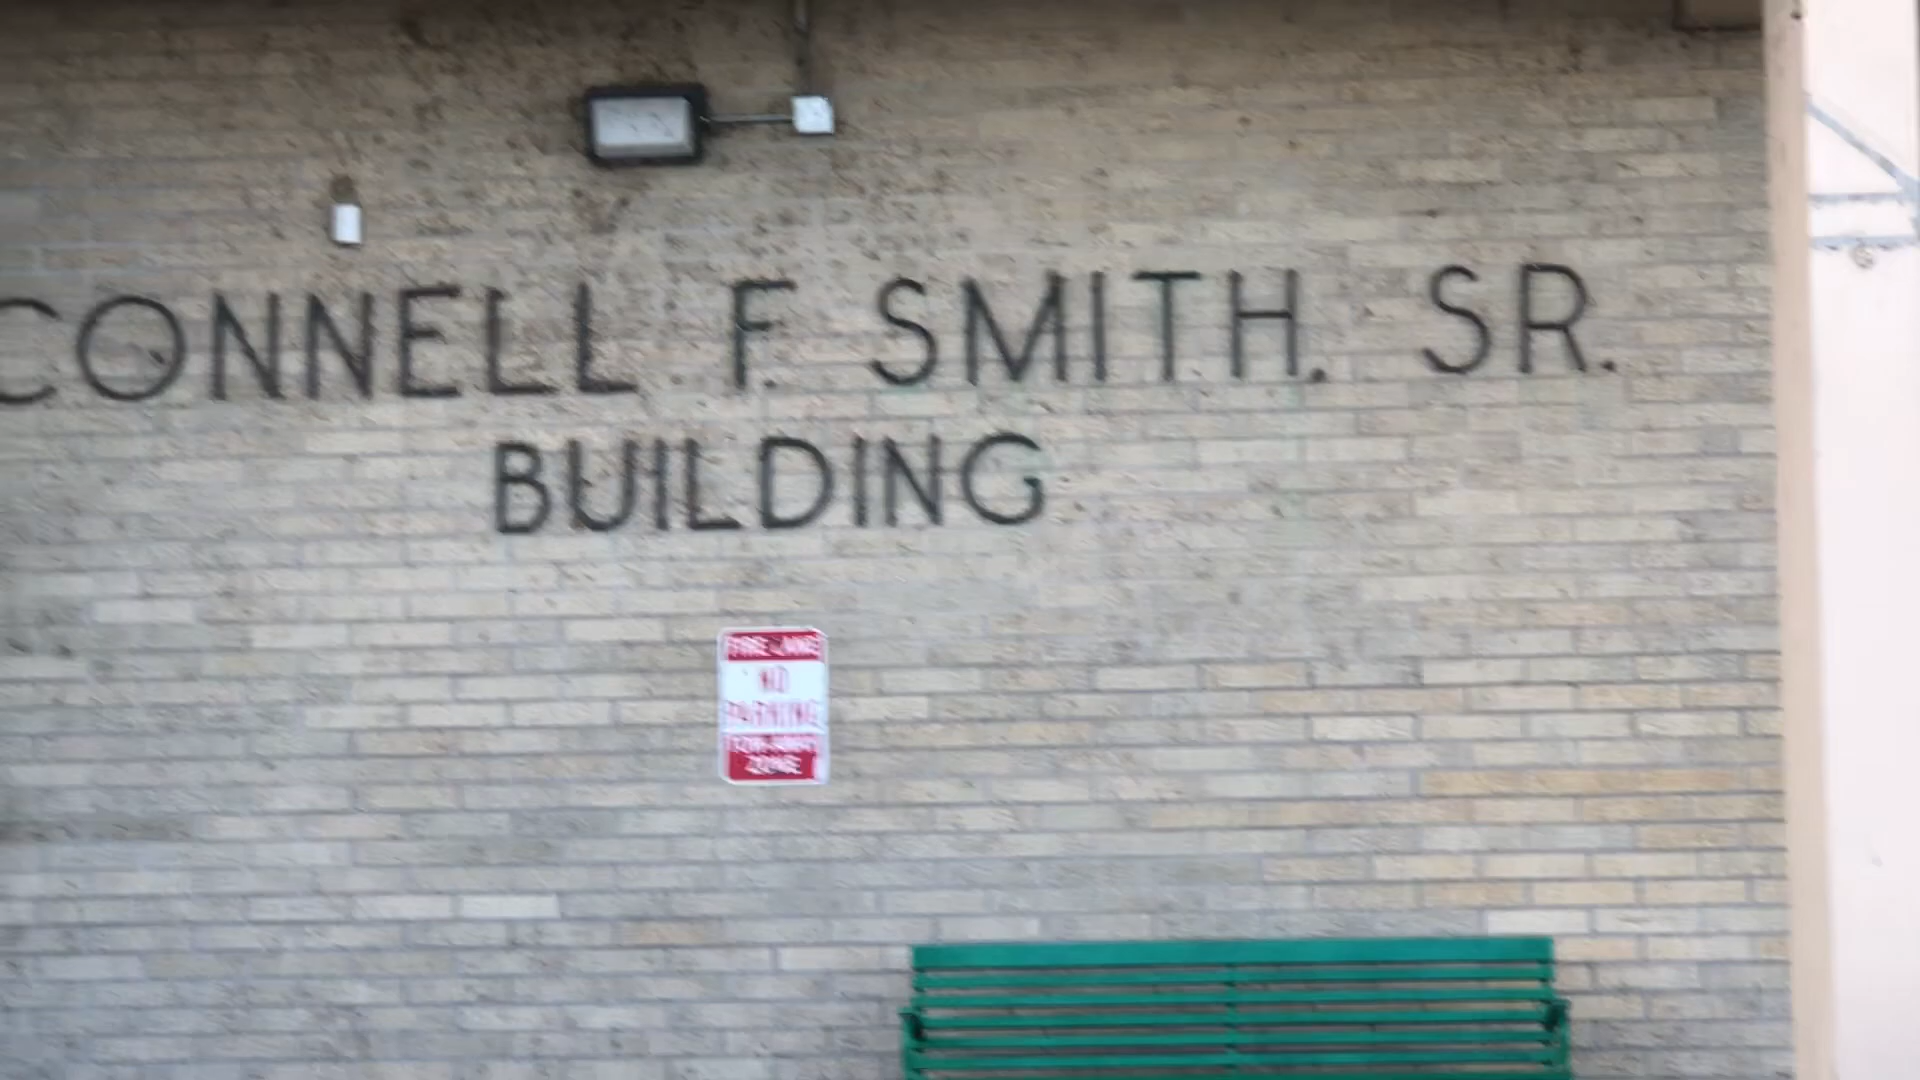 CONNELL F. SMITH. SR.
BUILDING
FIRE LANE
NO
PARKING
TOW-AWAY
ZONE